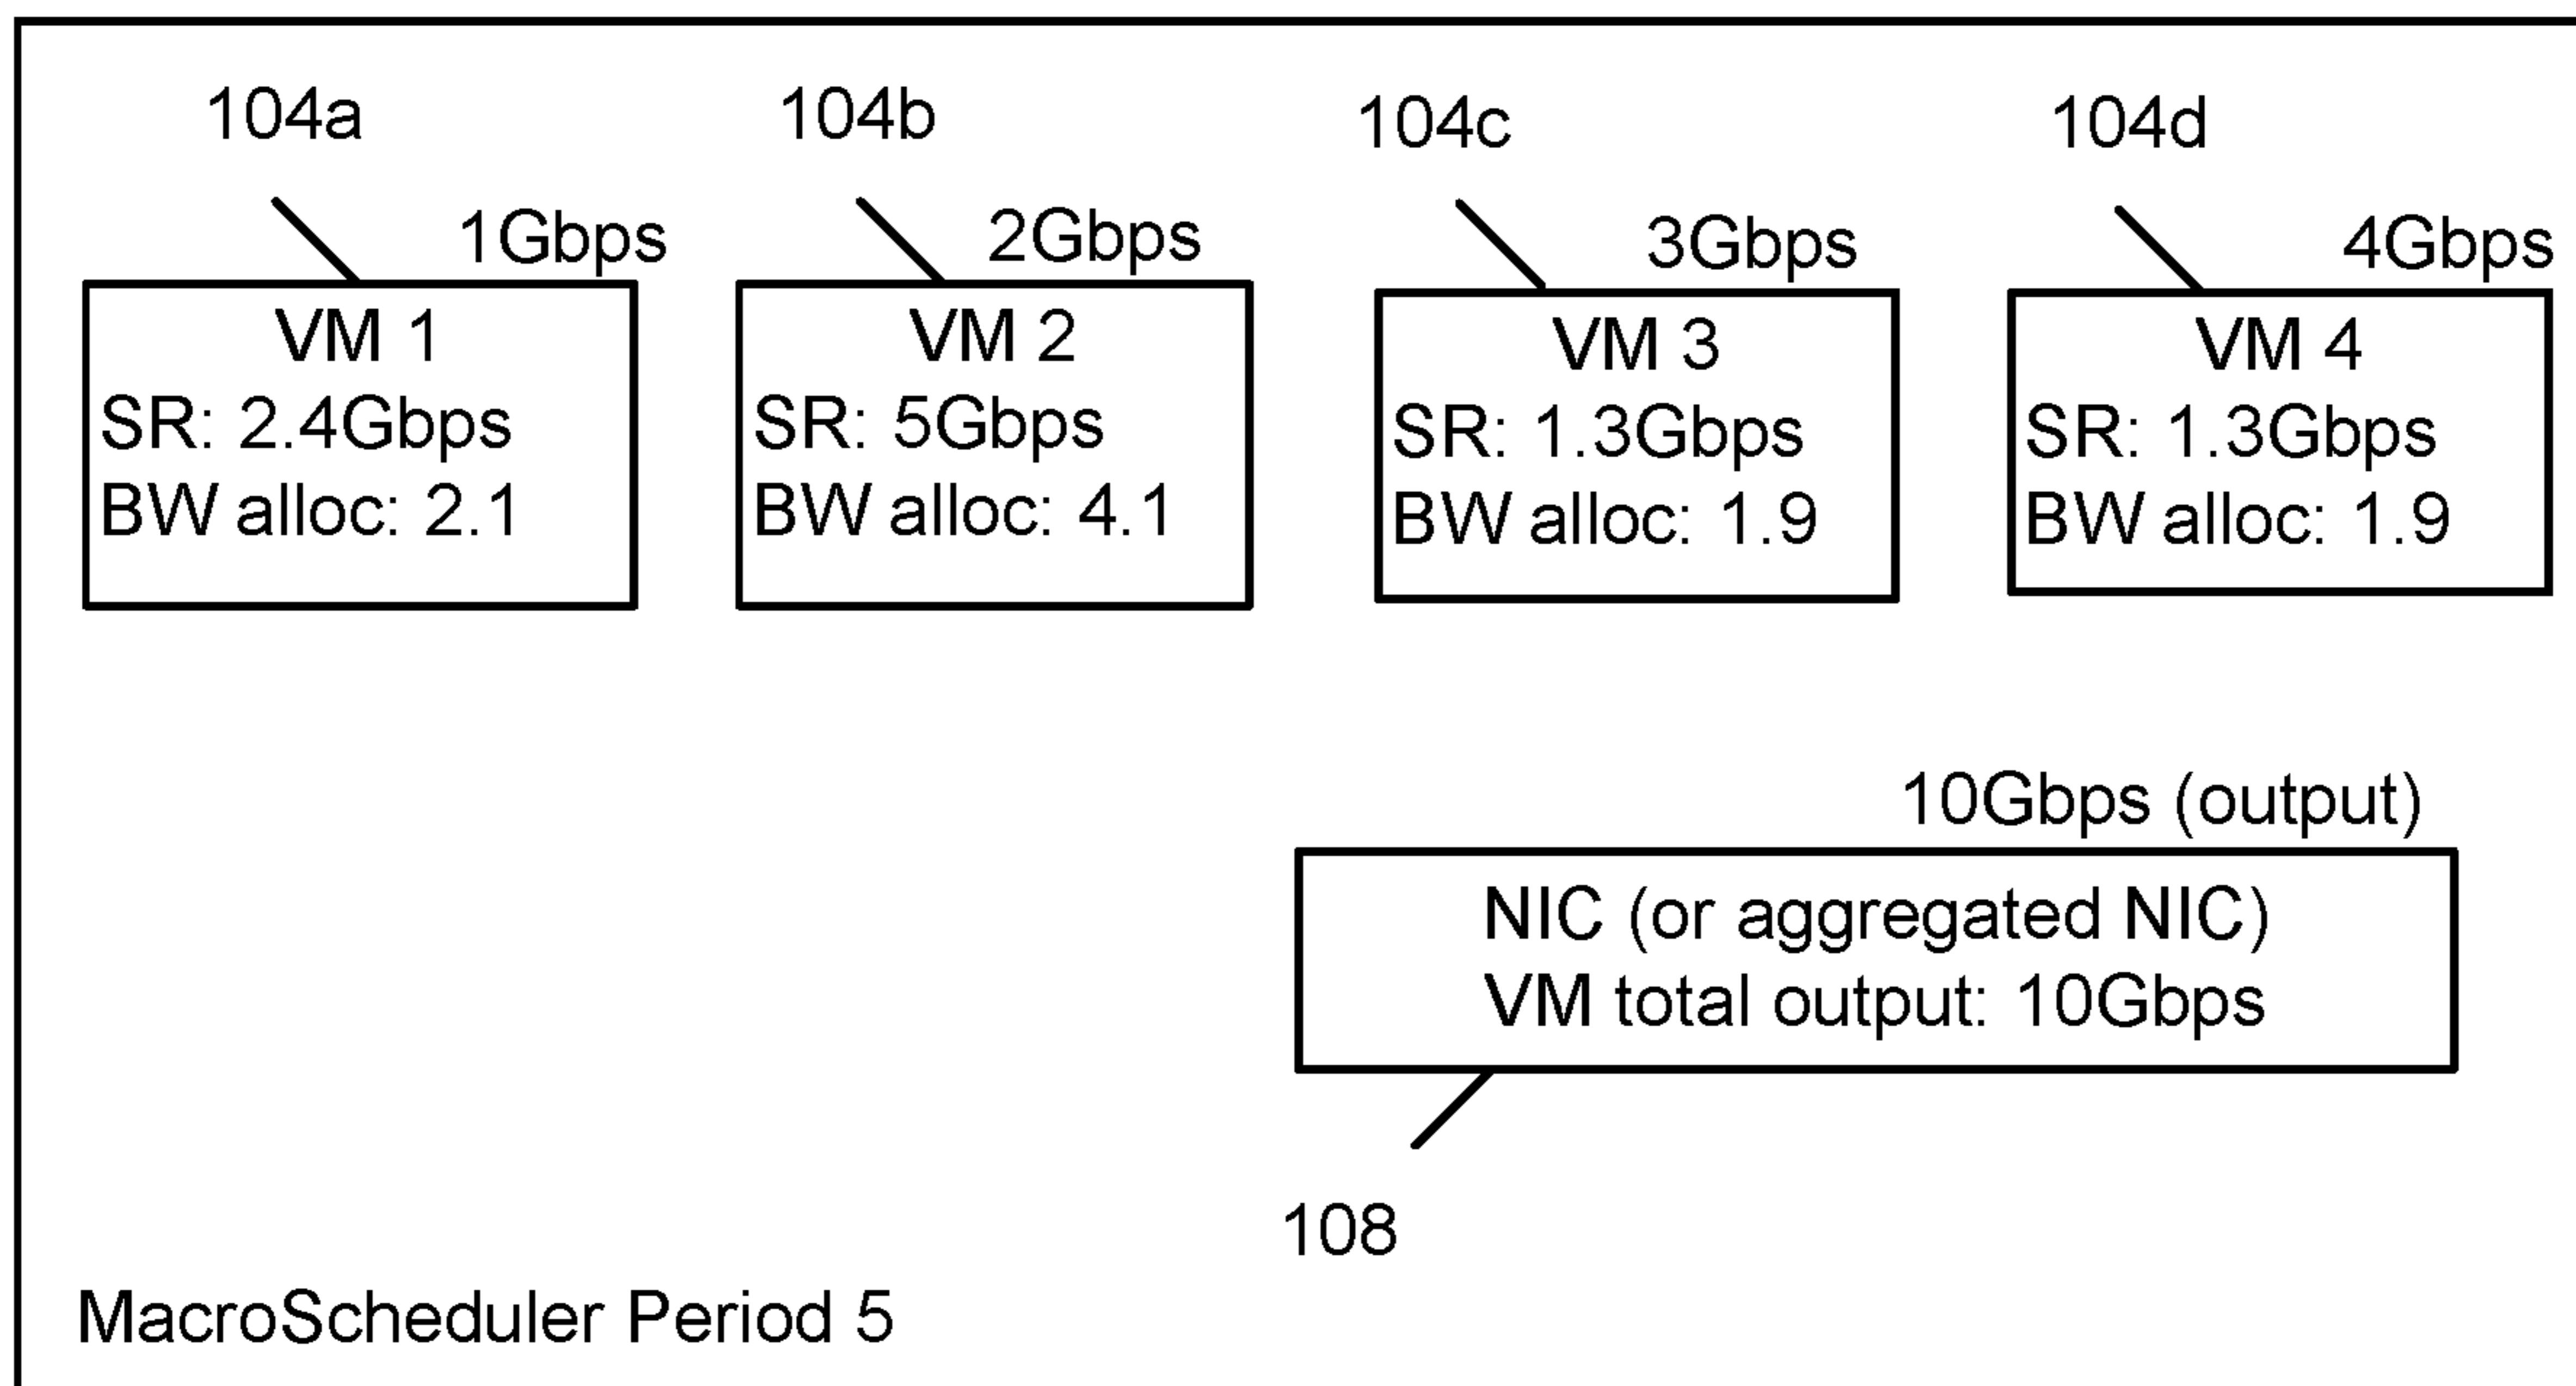 104a
104b
104c
104d
1Gbps
2Gbps
3Gbps
4Gbps
VM 1
SR: 2.4Gbps
BW alloc: 2.1
VM 2
SR: 5Gbps
BW alloc: 4.1
VM 3
SR: 1.3Gbps
BW alloc: 1.9
VM 4
SR: 1.3Gbps
BW alloc: 1.9
10Gbps (output)
NIC (or aggregated NIC)
VM total output: 10Gbps
108
MacroScheduler Period 5